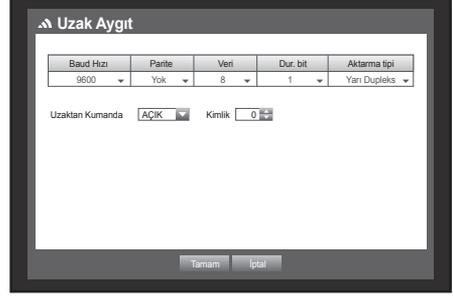 Uzak Aygıt
Baud Hızı Parite Veri Dur. bit Aktarma tipi
9600 Yok 8 1 Yarı Dupleks
Uzaktan Kumanda AÇIK Kimlik 0
Tamam İptal